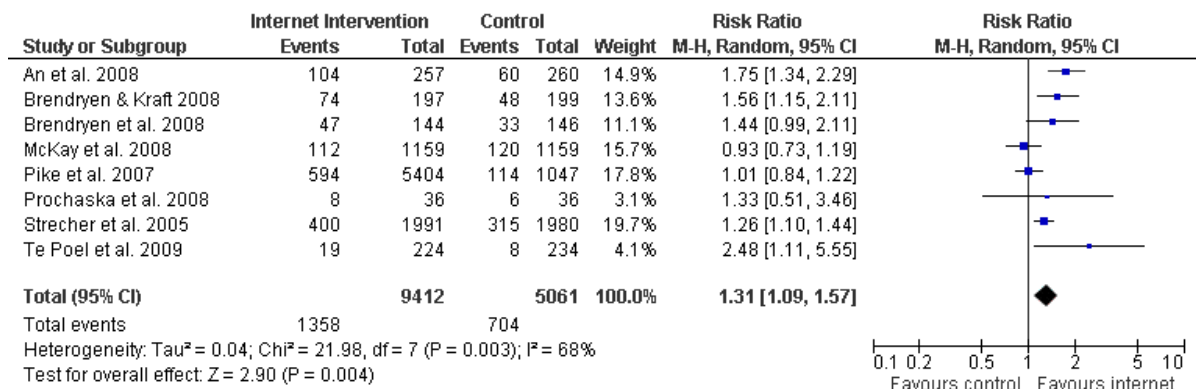 Internet Intervention Control Risk Ratio Risk Ratio
Study or Subgroup Events Total Events Total Weight M-H, Random, 95% CI M-H, Random, 95% CI
An et al. 2008 104 257 60 260 14.9% 1.75 [1.34, 2.29]
Brendryen & Kraft 2008 74 197 48 199 13.6% 1.56 [1.15, 2.11]
Brendryen et al. 2008 47 144 33 146 11.1% 1.44 [0.99, 2.11]
McKay et al. 2008 112 1159 120 1159 15.7% 0.93 [0.73, 1.19]
Pike et al. 2007 594 5404 114 1047 17.8% 1.01 [0.84, 1.22]
Prochaska et al. 2008 8 36 6 36 3.1% 1.33 [0.51, 3.46]
Strecher et al. 2005 400 1991 315 1980 19.7% 1.26 [1.10, 1.44]
Te Poel et al. 2009 19 224 8 234 4.1% 2.48 [1.11, 5.55]
Total (95% CI) 9412 5061 100.0% 1.31 [1.09, 1.57]
Total events 1358 704
Heterogeneity: Tau² = 0.04; Chi² = 21.98, df = 7 (P = 0.003); I² = 68%
Test for overall effect: Z = 2.90 (P = 0.004)
0.1 0.2 0.5 1 2 5 10
Favours control Favours internet